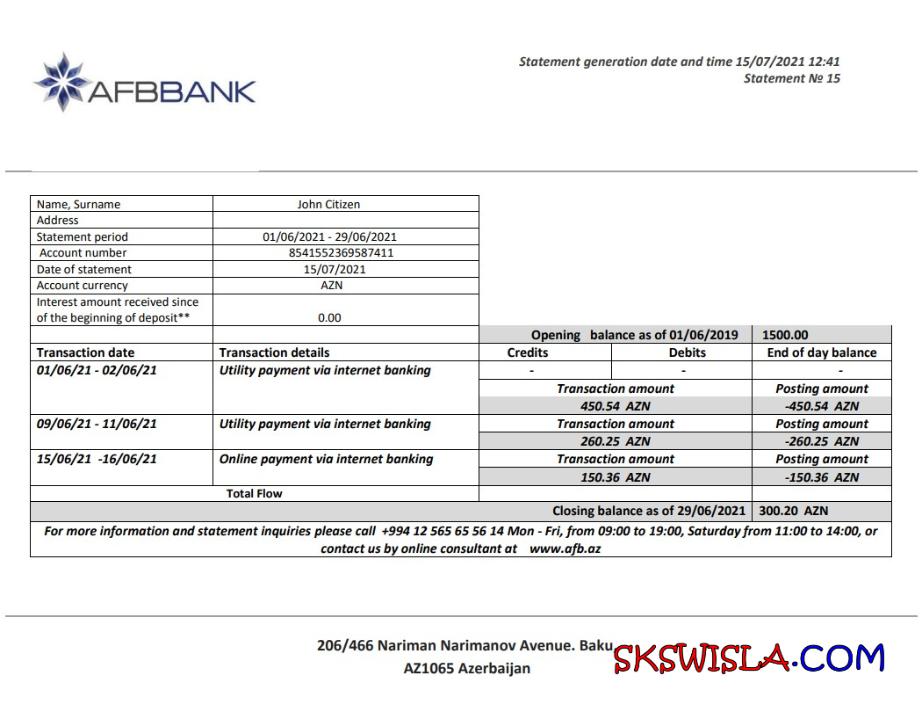 Statement generation date and time 15/07/2021 12:41
Statement № 15
AFBBANK
Name, Surname John Citizen
Address
Statement period 01/06/2021 - 29/06/2021
Account number 8541552369587411
Date of statement 15/07/2021
Account currency AZN
Interest amount received since
of the beginning of deposit** 0.00
Opening balance as of 01/06/2019 1500.00
Transaction date Transaction details Credits Debits End of day balance
01/06/21 - 02/06/21 Utility payment via internet banking - - -
Transaction amount Posting amount
450.54 AZN -450.54 AZN
09/06/21 - 11/06/21 Utility payment via internet banking Transaction amount Posting amount
260.25 AZN -260.25 AZN
15/06/21 -16/06/21 Online payment via internet banking Transaction amount Posting amount
150.36 AZN -150.36 AZN
Total Flow
Closing balance as of 29/06/2021 300.20 AZN
For more information and statement inquiries please call +994 12 565 65 56 14 Mon - Fri, from 09:00 to 19:00, Saturday from 11:00 to 14:00, or
contact us by online consultant at www.afb.az
206/466 Nariman Narimanov Avenue. Baku
AZ1065 Azerbaijan
SKSWISLA.COM